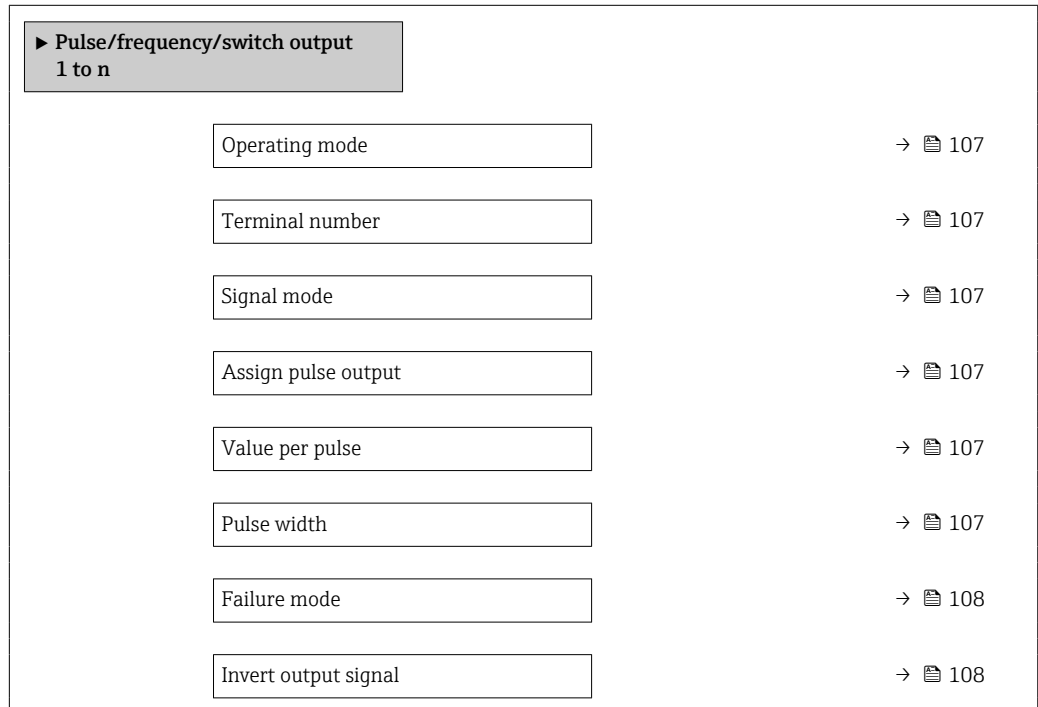 ▶ Pulse/frequency/switch output
1 to n
Operating mode → 107
Terminal number → 107
Signal mode → 107
Assign pulse output → 107
Value per pulse → 107
Pulse width → 107
Failure mode → 108
Invert output signal → 108